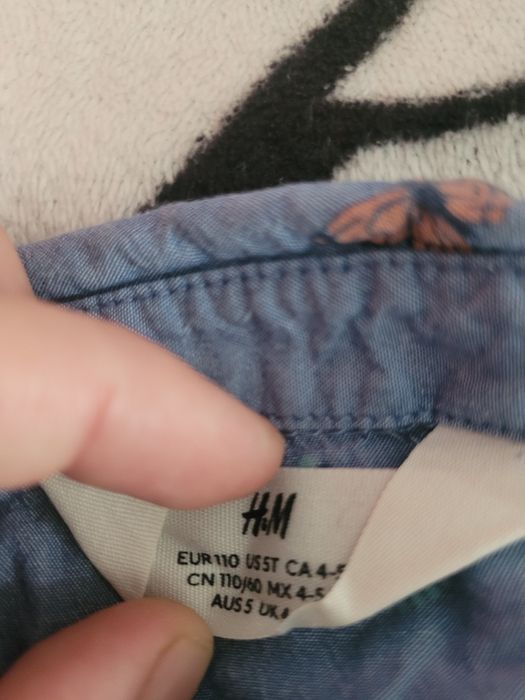 H&M
EUR 110 US 5T CA 4-5
CN 110/60 MX 4-5
AUS 5 UK